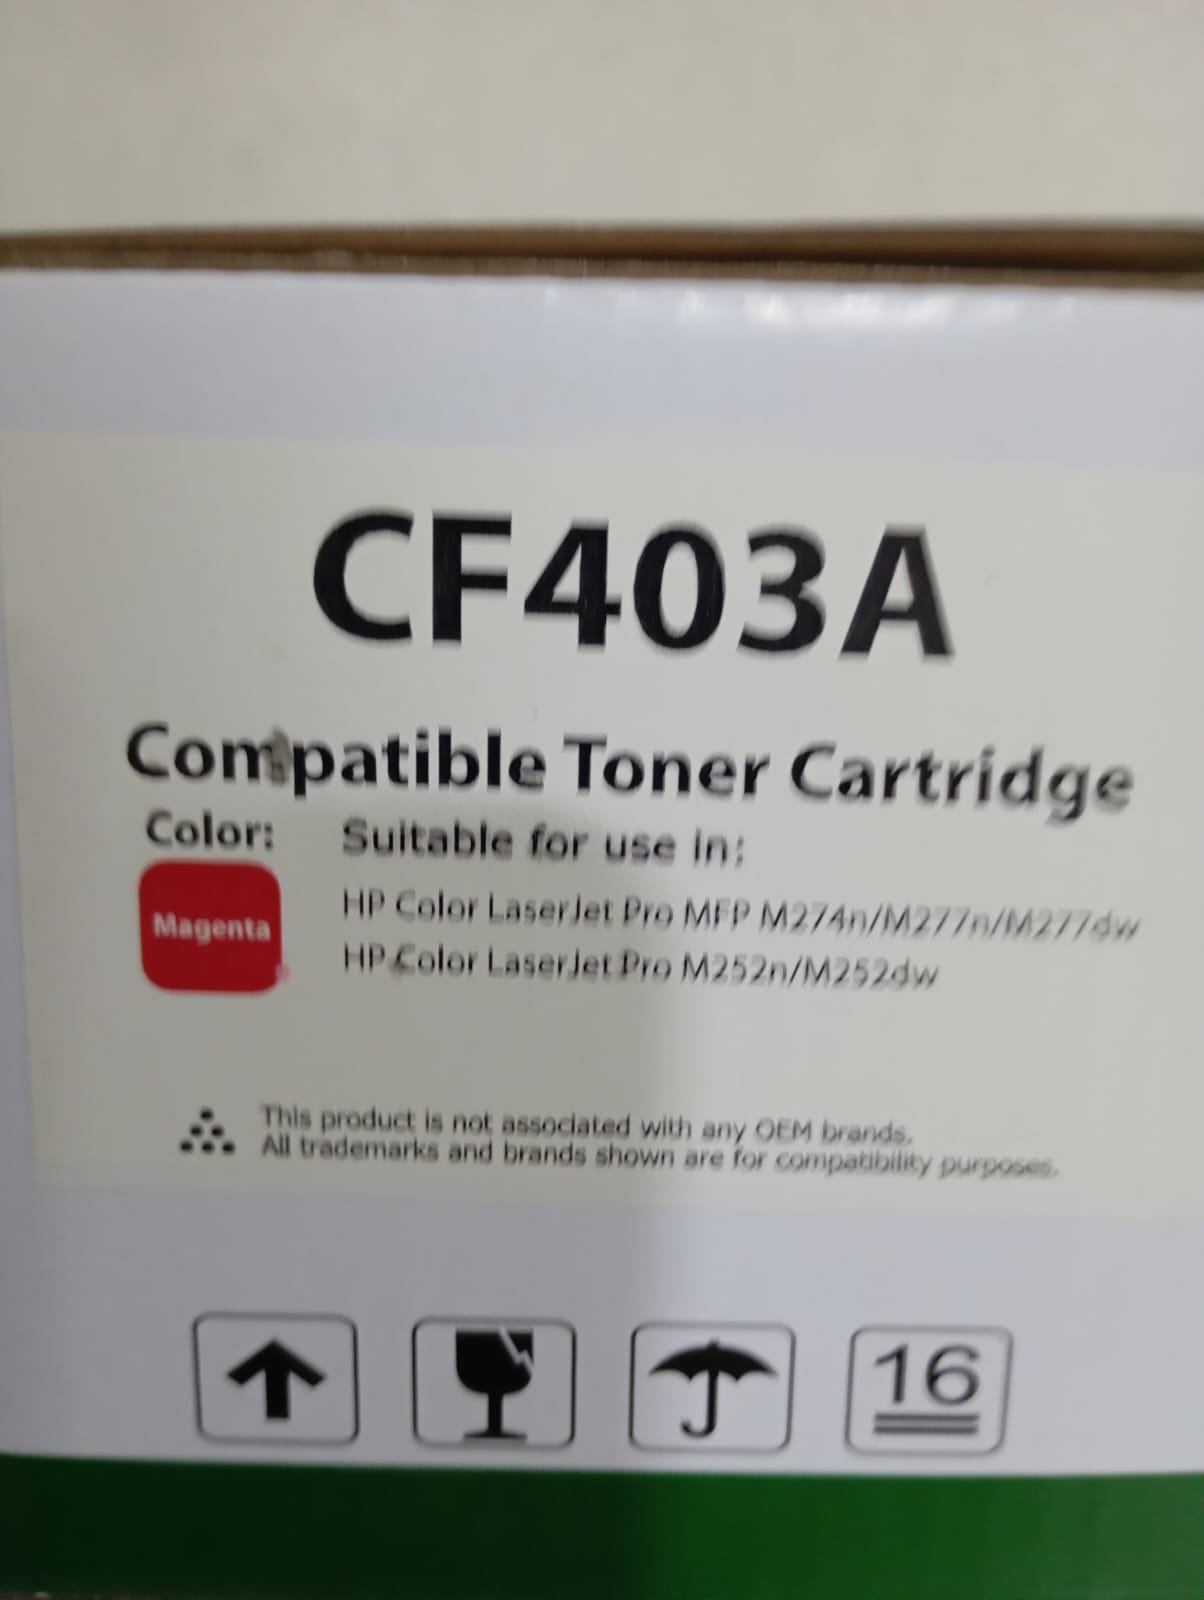 CF403A
Compatible Toner Cartridge
Color: Suitable for use in:
Magenta
HP Color LaserJet Pro MFP M274n/M277n/M277dw
HP Color LaserJet Pro M252n/M252dw
This product is not associated with any OEM brands.
All trademarks and brands shown are for compatibility purposes.
16